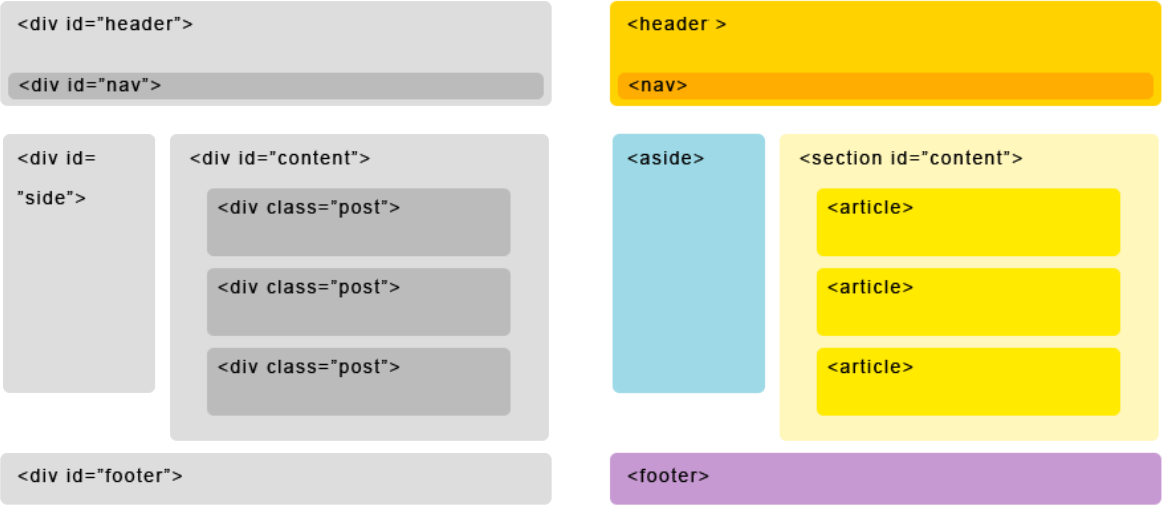 <div id="header">
<div id="nav">
<div id=
"side">
<div id="content">
<div class="post">
<div class="post">
<div class="post">
<div id="footer">
<header >
<nav>
<aside>
<section id="content">
<article>
<article>
<article>
<footer>